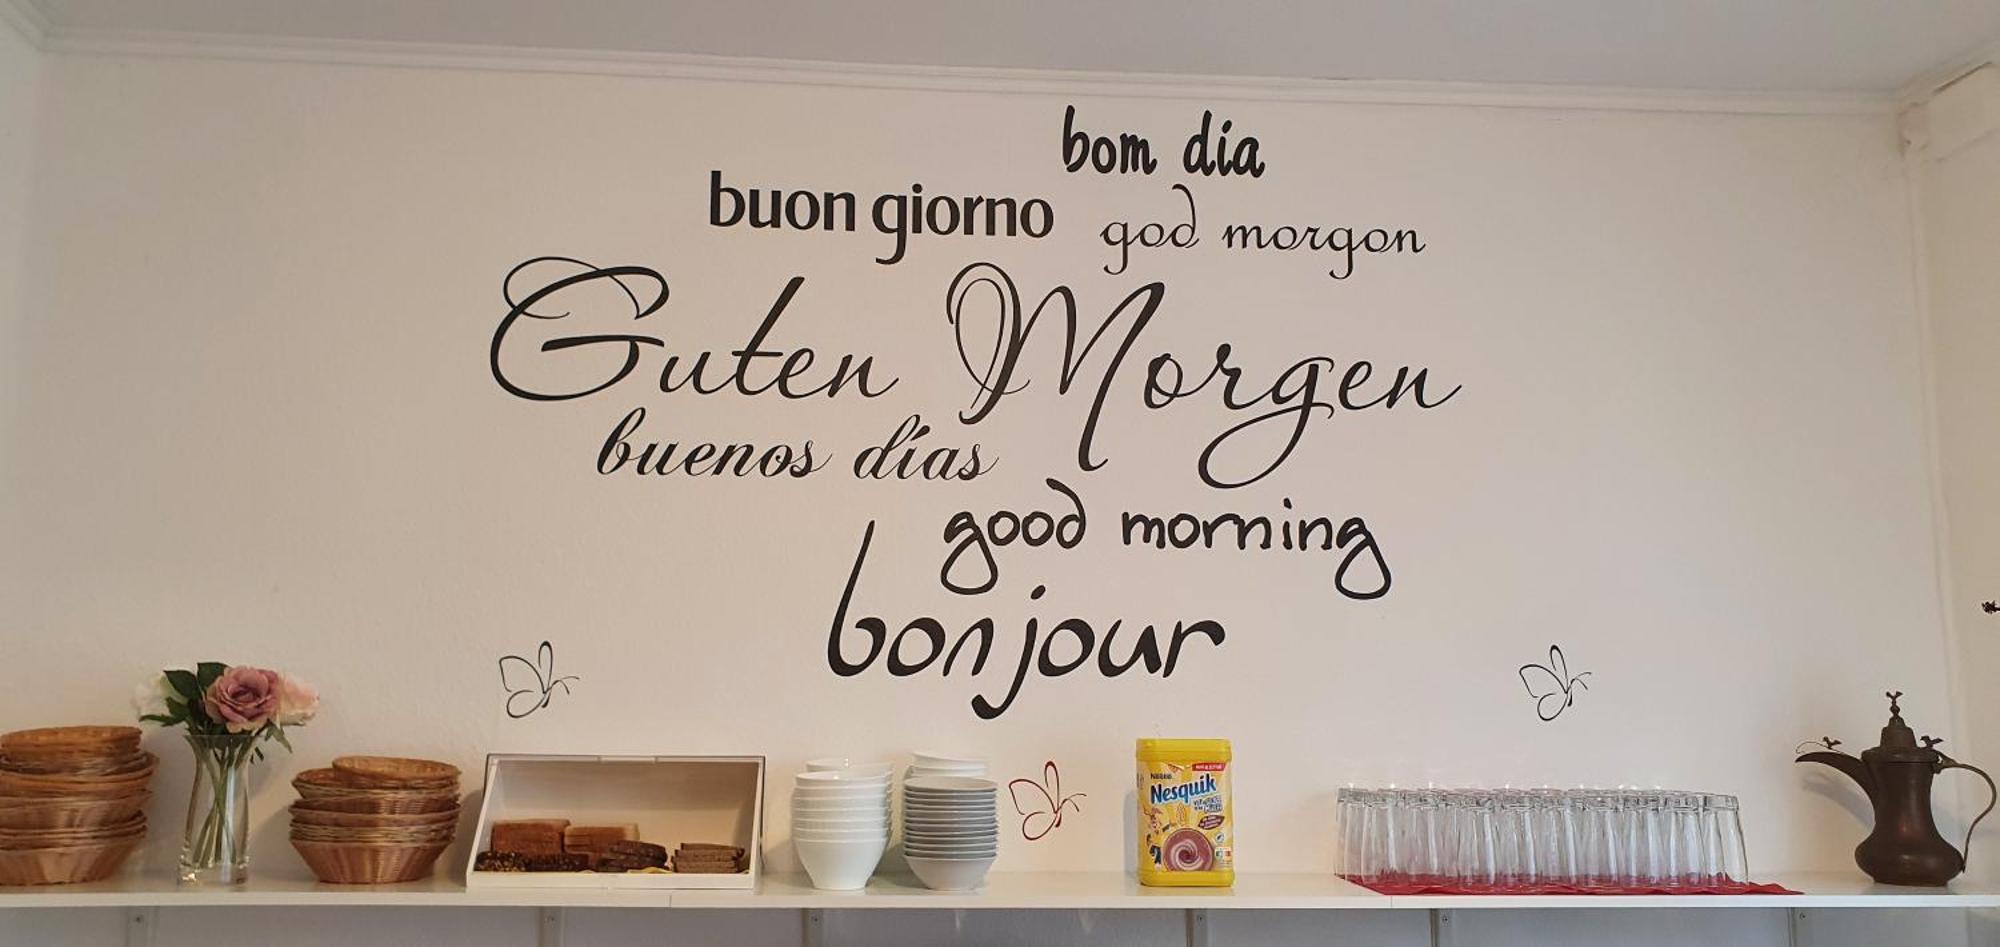 bom dia
buon giorno
god morgon
Guten Morgen
buenos días
good morning
bonjour
Nestlé
Nesquik